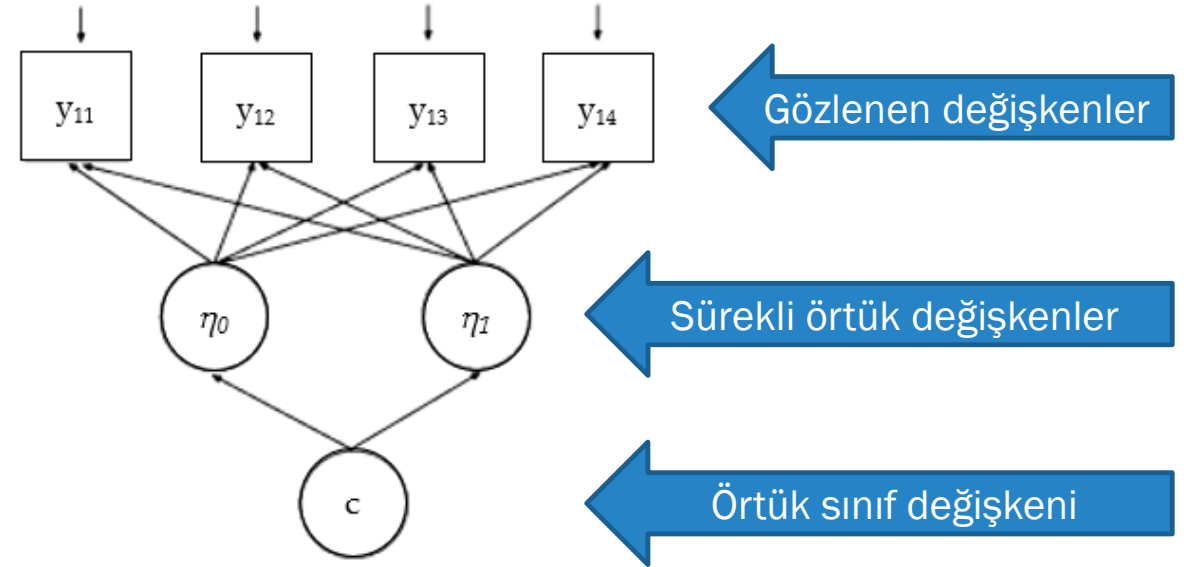 y₁₁ y₁₂ y₁₃ y₁₄
Gözlenen değişkenler
η₀ η₁
Sürekli örtük değişkenler
c
Örtük sınıf değişkeni